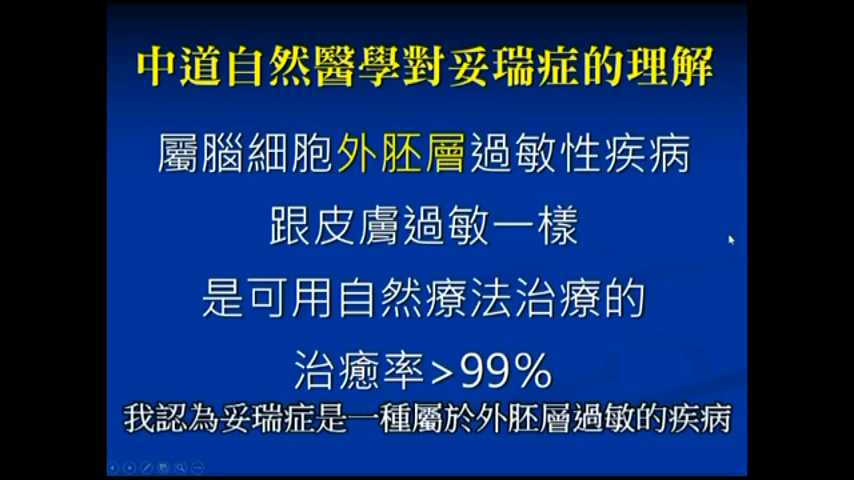 中道自然醫學對妥瑞症的理解
屬腦細胞外胚層過敏性疾病
跟皮膚過敏一樣
是可用自然療法治療的
治癒率>99%
我認為妥瑞症是一種屬於外胚層過敏的疾病